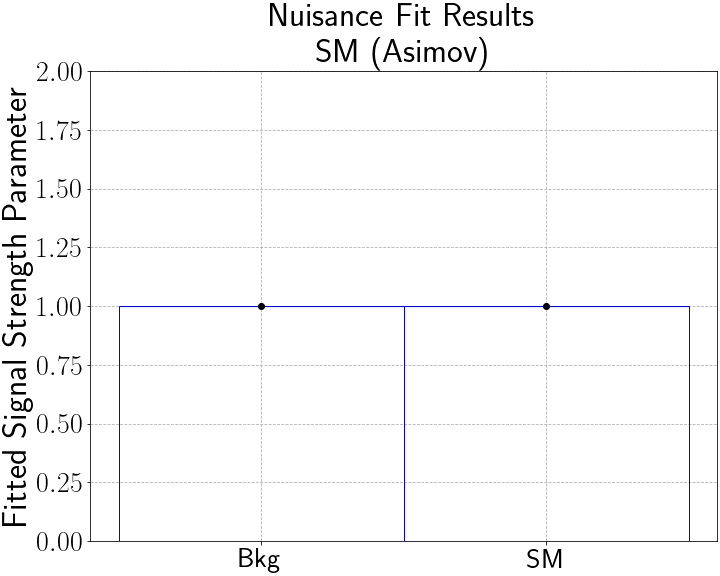 Nuisance Fit Results
SM (Asimov)
Fitted Signal Strength Parameter
2.00
1.75
1.50
1.25
1.00
0.75
0.50
0.25
0.00
Bkg
SM